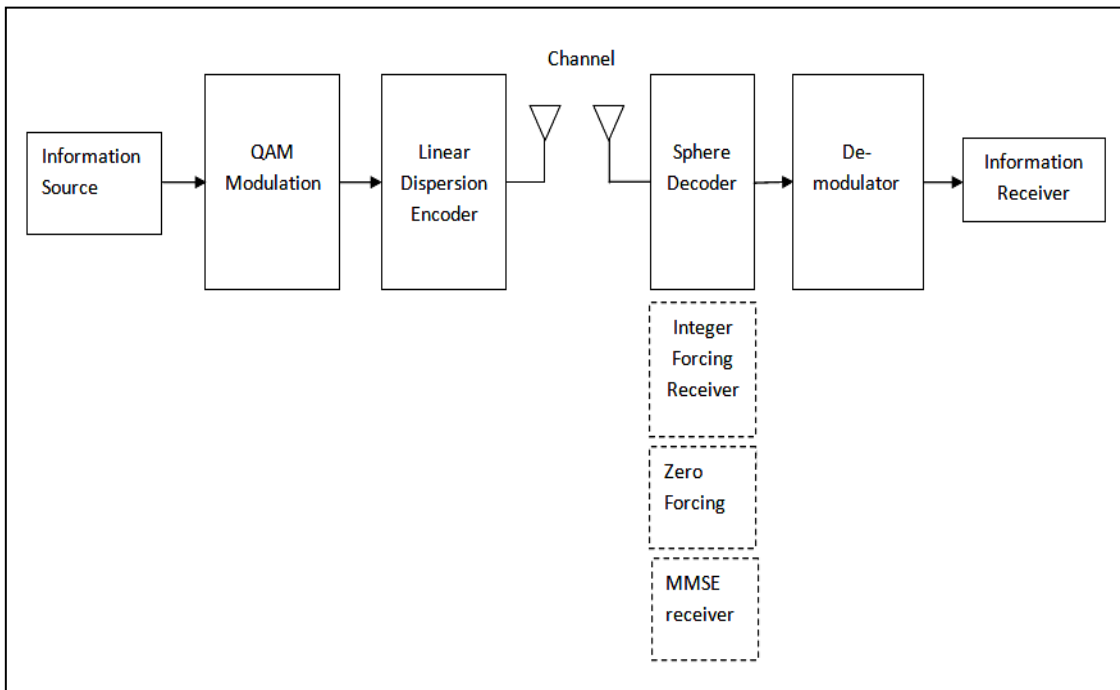 Channel
Information
Source
QAM
Modulation
Linear
Dispersion
Encoder
Sphere
Decoder
De-
modulator
Information
Receiver
Integer
Forcing
Receiver
Zero
Forcing
MMSE
receiver